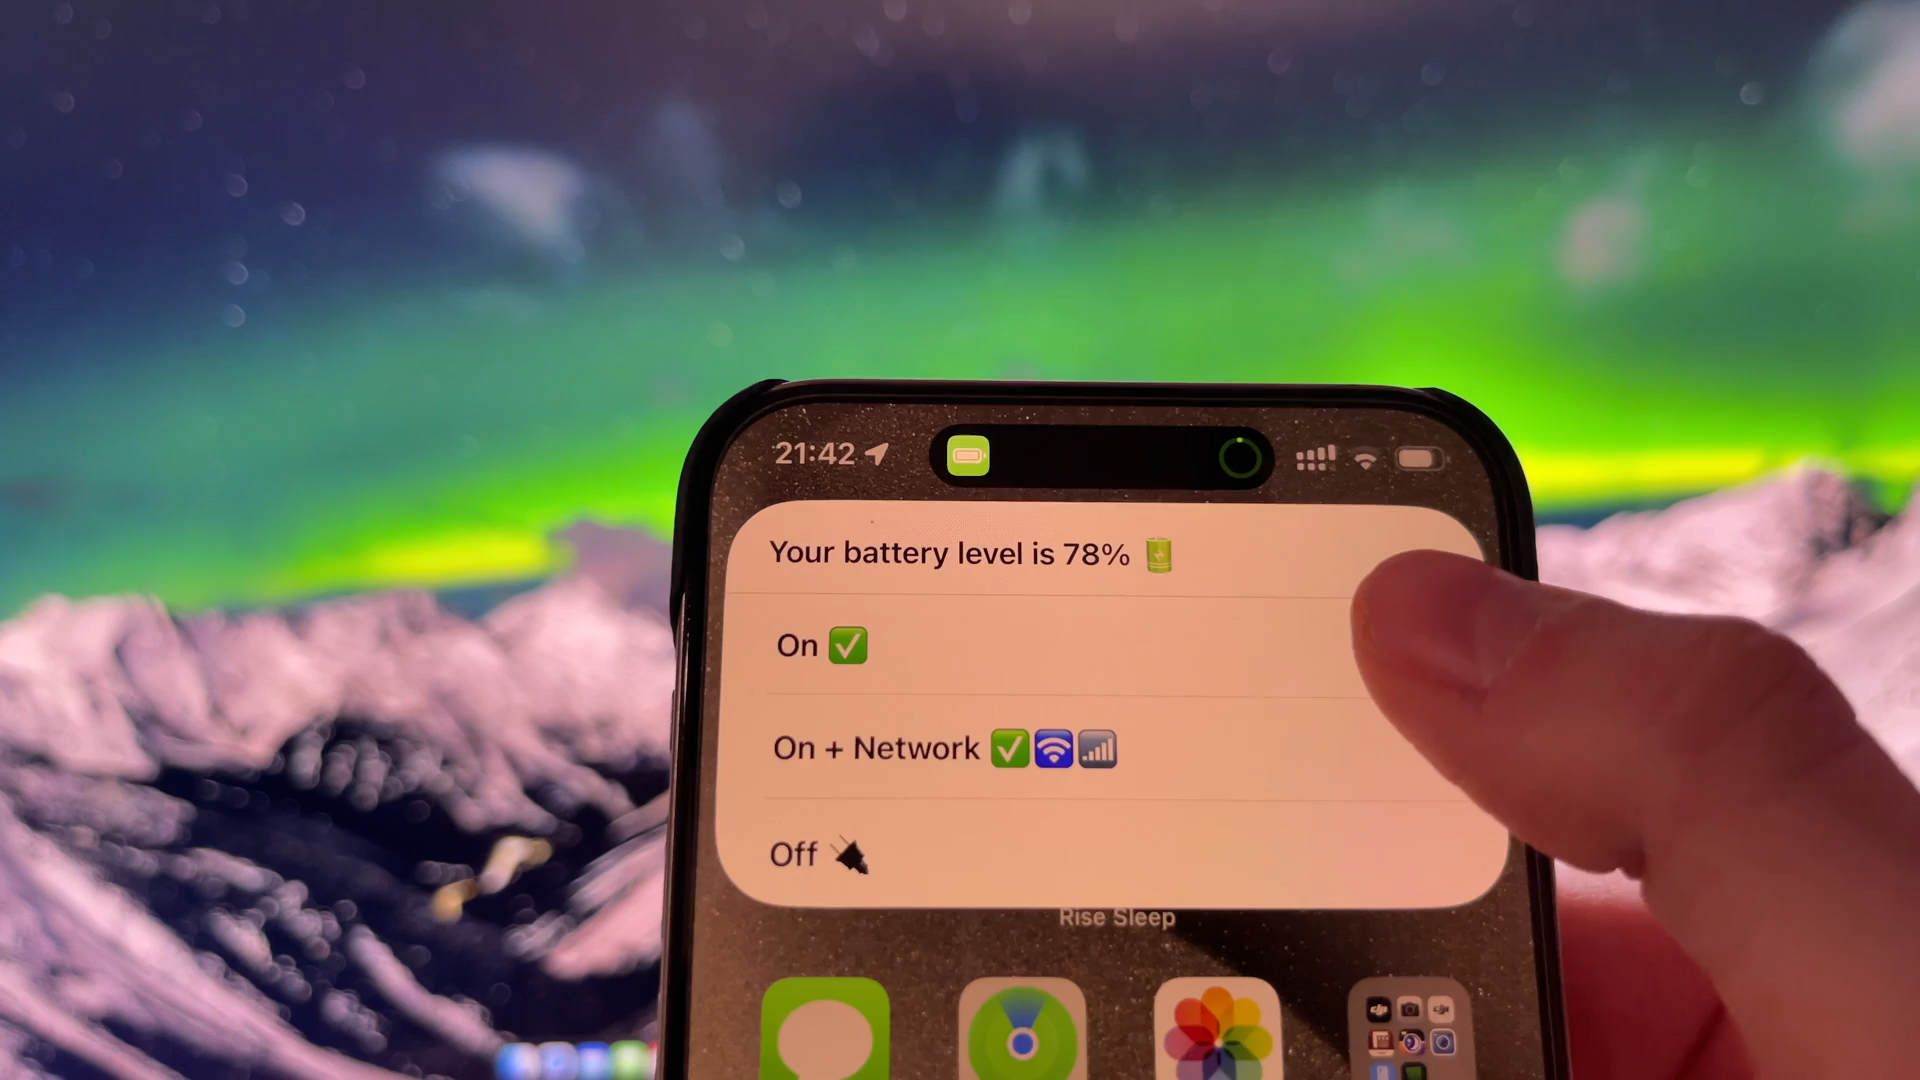 21:42
Your battery level is 78% 🔋
On ✅
On + Network ✅🛜📶
Off 🔌
Rise Sleep